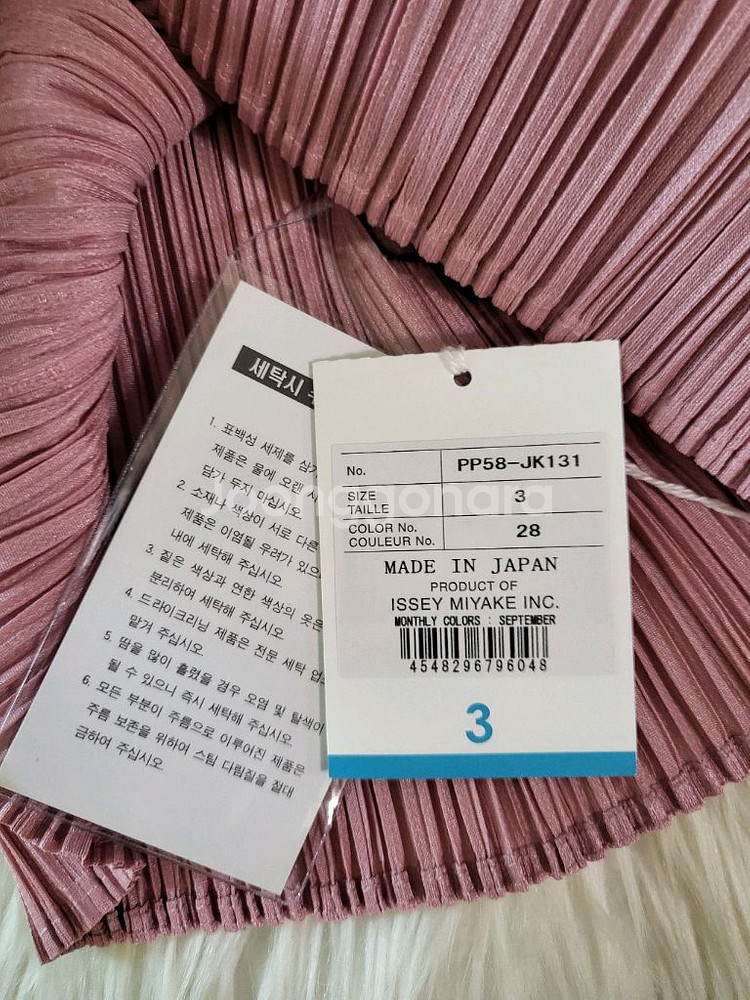 세탁시
1. 표백성 세제를 삼가
제품은 물에 오랜 시
담가 두지 마십시오
2. 소재나 색상이 서로 다른
제품은 이염될 우려가 있으
내에 세탁해 주십시오
3. 짙은 색상과 연한 색상의 옷은
분리하여 세탁해 주십시오
4. 드라이크리닝 제품은 전문 세탁 업
맡겨 주십시오
5. 땀을 많이 흘렸을 경우 오염 및 탈색이
될 수 있으니 즉시 세탁해 주십시오
6. 모든 부분이 주름으로 이루어진 제품은
주름 보존을 위하여 스팀 다림질을 절대
금하여 주십시오
No. PP58-JK131
SIZE
TAILLE 3
COLOR No.
COULEUR No. 28
MADE IN JAPAN
PRODUCT OF
ISSEY MIYAKE INC.
MONTHLY COLORS : SEPTEMBER
4548296796048
3
Joongonara